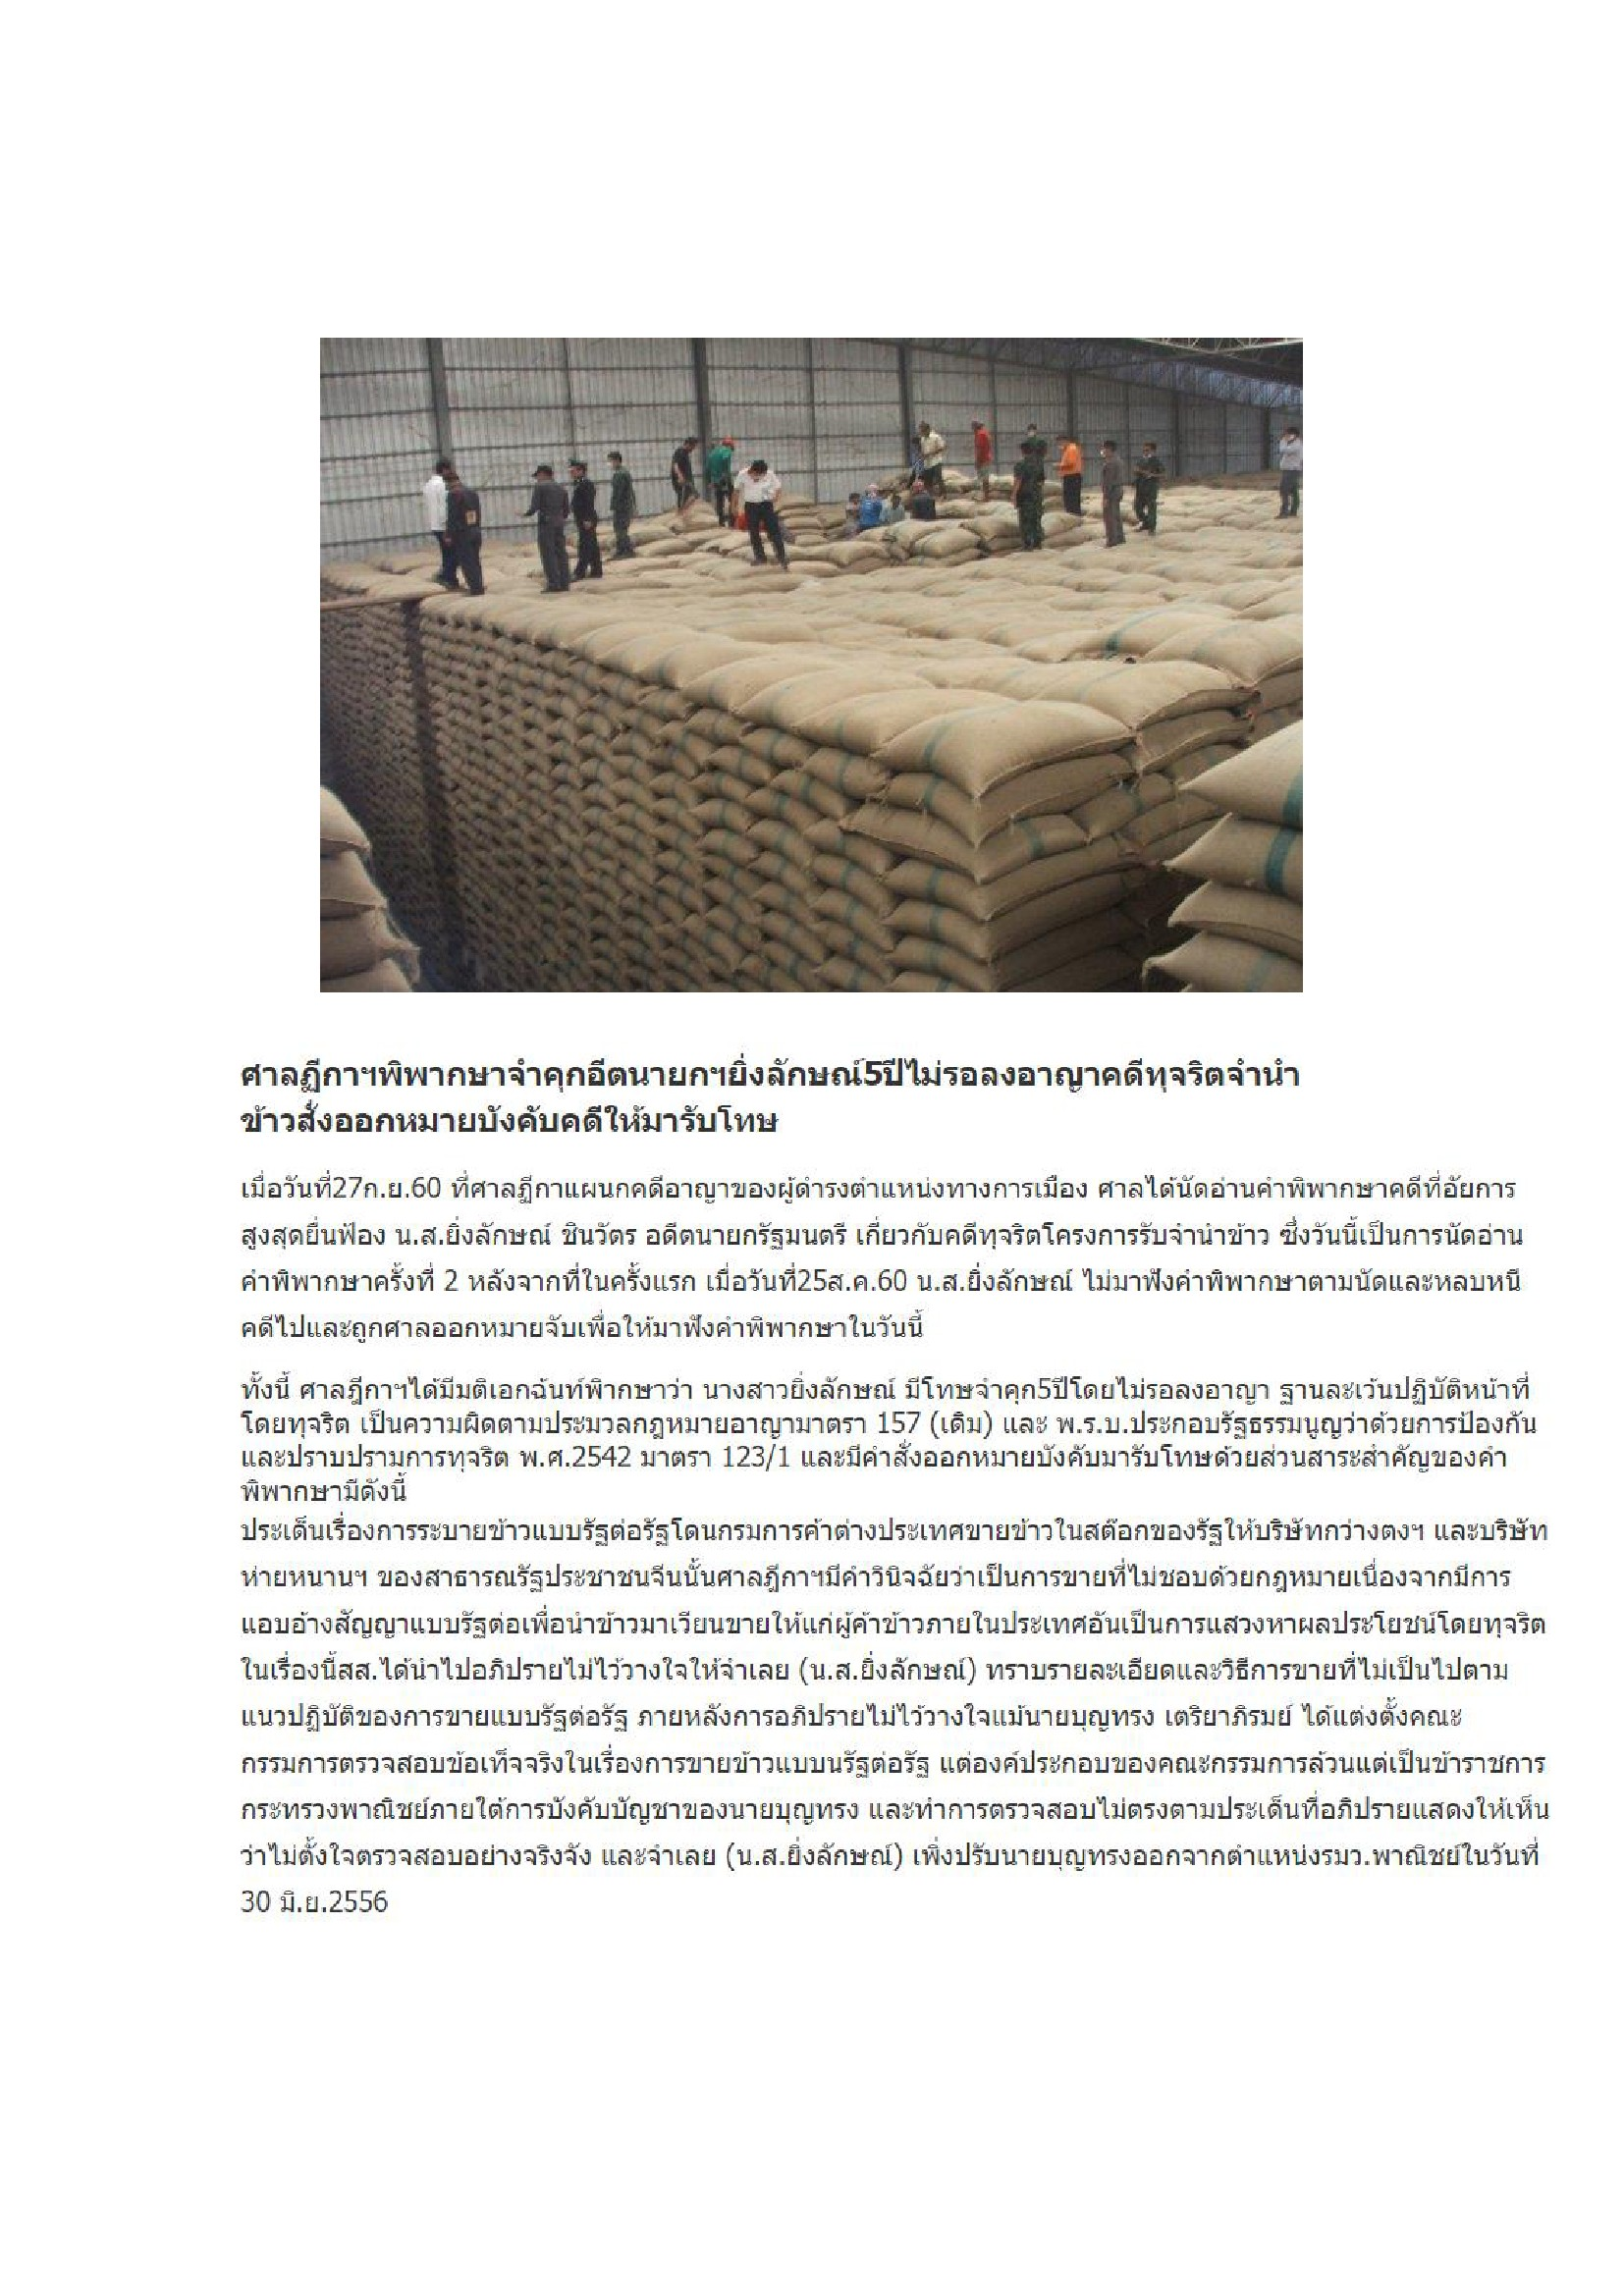 ศาลฎีกาฯพิพากษาจำคุกอีตนายกฯยิ่งลักษณ์5ปีไม่รอลงอาญาคดีทุจริตจำนำ
ข้าวสั่งออกหมายบังคับคดีให้มารับโทษ
เมื่อวันที่27ก.ย.60 ที่ศาลฎีกาแผนกคดีอาญาของผู้ดำรงตำแหน่งทางการเมือง ศาลได้นัดอ่านคำพิพากษาคดีที่อัยการ
สูงสุดยื่นฟ้อง น.ส.ยิ่งลักษณ์ ชินวัตร อดีตนายกรัฐมนตรี เกี่ยวกับคดีทุจริตโครงการรับจำนำข้าว ซึ่งวันนี้เป็นการนัดอ่าน
คำพิพากษาครั้งที่ 2 หลังจากที่ในครั้งแรก เมื่อวันที่25ส.ค.60 น.ส.ยิ่งลักษณ์ ไม่มาฟังคำพิพากษาตามนัดและหลบหนี
คดีไปและถูกศาลออกหมายจับเพื่อให้มาฟังคำพิพากษาในวันนี้
ทั้งนี้ ศาลฎีกาฯได้มีมติเอกฉันท์พิากษาว่า นางสาวยิ่งลักษณ์ มีโทษจำคุก5ปีโดยไม่รอลงอาญา ฐานละเว้นปฏิบัติหน้าที่
โดยทุจริต เป็นความผิดตามประมวลกฎหมายอาญามาตรา 157 (เดิม) และ พ.ร.บ.ประกอบรัฐธรรมนูญว่าด้วยการป้องกัน
และปราบปรามการทุจริต พ.ศ.2542 มาตรา 123/1 และมีคำสั่งออกหมายบังคับมารับโทษด้วยส่วนสาระสำคัญของคำ
พิพากษามีดังนี้
ประเด็นเรื่องการระบายข้าวแบบรัฐต่อรัฐโดนกรมการค้าต่างประเทศขายข้าวในสต๊อกของรัฐให้บริษัทกว่างตงฯ และบริษัท
ห่ายหนานฯ ของสาธารณรัฐประชาชนจีนนั้นศาลฎีกาฯมีคำวินิจฉัยว่าเป็นการขายที่ไม่ชอบด้วยกฎหมายเนื่องจากมีการ
แอบอ้างสัญญาแบบรัฐต่อเพื่อนำข้าวมาเวียนขายให้แก่ผู้ค้าข้าวภายในประเทศอันเป็นการแสวงหาผลประโยชน์โดยทุจริต
ในเรื่องนี้สส.ได้นำไปอภิปรายไม่ไว้วางใจให้จำเลย (น.ส.ยิ่งลักษณ์) ทราบรายละเอียดและวิธีการขายที่ไม่เป็นไปตาม
แนวปฏิบัติของการขายแบบรัฐต่อรัฐ ภายหลังการอภิปรายไม่ไว้วางใจแม้นายบุญทรง เตริยาภิรมย์ ได้แต่งตั้งคณะ
กรรมการตรวจสอบข้อเท็จจริงในเรื่องการขายข้าวแบบนรัฐต่อรัฐ แต่องค์ประกอบของคณะกรรมการล้วนแต่เป็นข้าราชการ
กระทรวงพาณิชย์ภายใต้การบังคับบัญชาของนายบุญทรง และทำการตรวจสอบไม่ตรงตามประเด็นที่อภิปรายแสดงให้เห็น
ว่าไม่ตั้งใจตรวจสอบอย่างจริงจัง และจำเลย (น.ส.ยิ่งลักษณ์) เพิ่งปรับนายบุญทรงออกจากตำแหน่งรมว.พาณิชย์ในวันที่
30 มิ.ย.2556